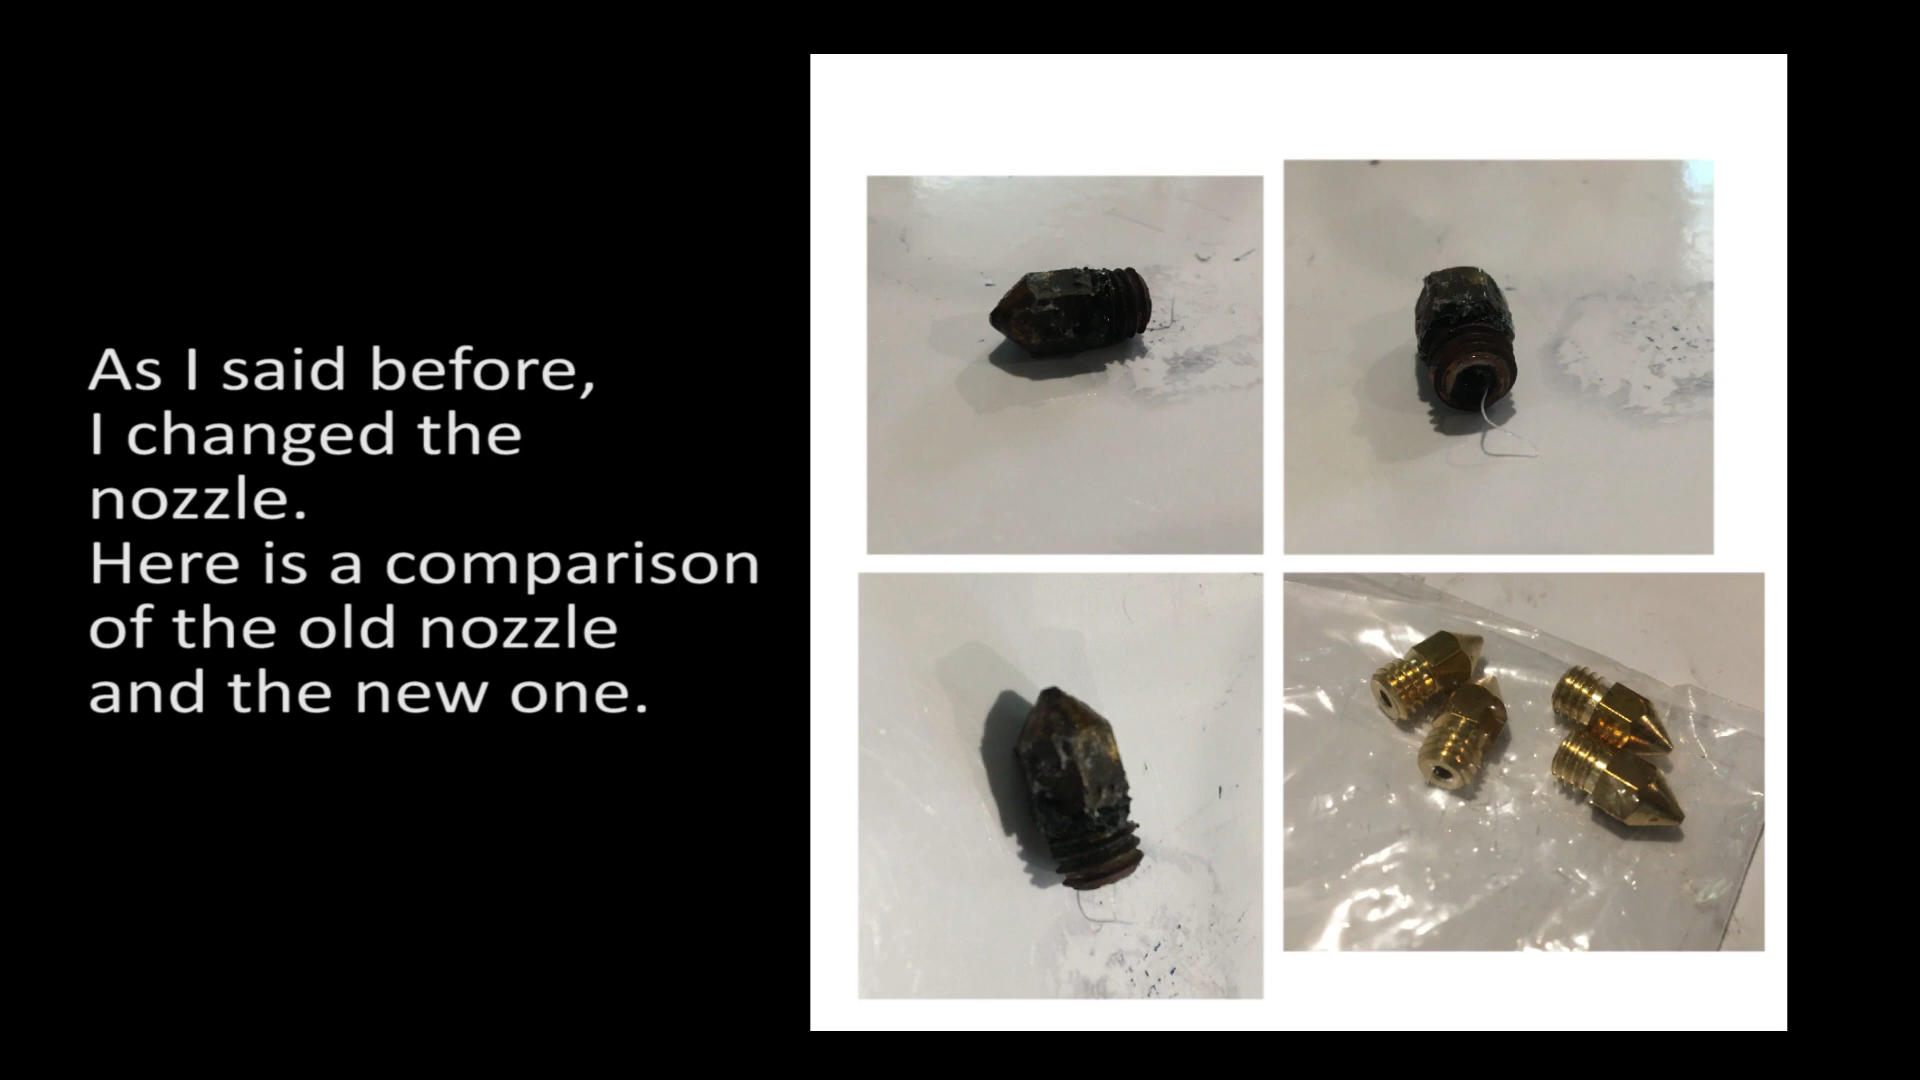 As I said before,
I changed the
nozzle.
Here is a comparison
of the old nozzle
and the new one.